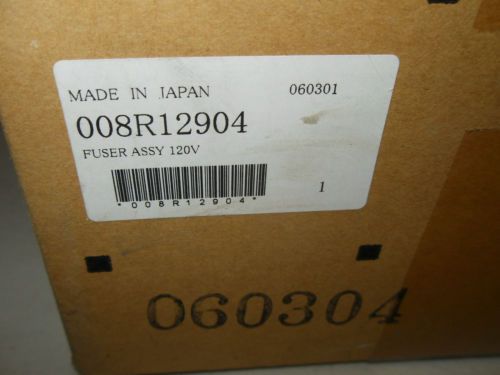 MADE IN JAPAN 060301
008R12904
FUSER ASSY 120V
1
*008R12904*
060304